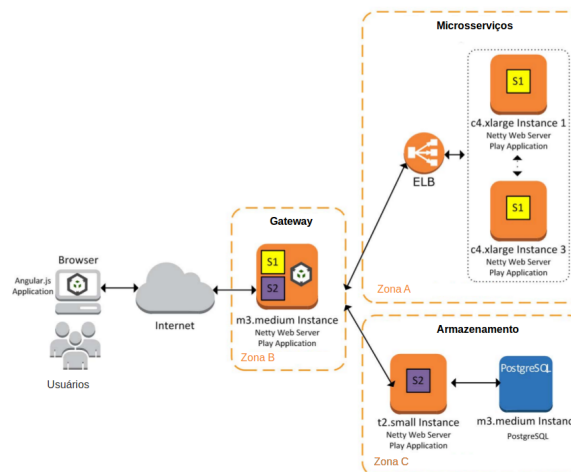 Microsserviços
S1
c4.xlarge Instance 1
Netty Web Server
Play Application
ELB
S1
c4.xlarge Instance 3
Netty Web Server
Play Application
Zona A
Gateway
S1
S2
m3.medium Instance
Netty Web Server
Play Application
Zona B
Browser
Angular.js
Application
Internet
Usuários
Armazenamento
S2
t2.small Instance
Netty Web Server
Play Application
PostgreSQL
m3.medium Instanc
PostgreSQL
Zona C